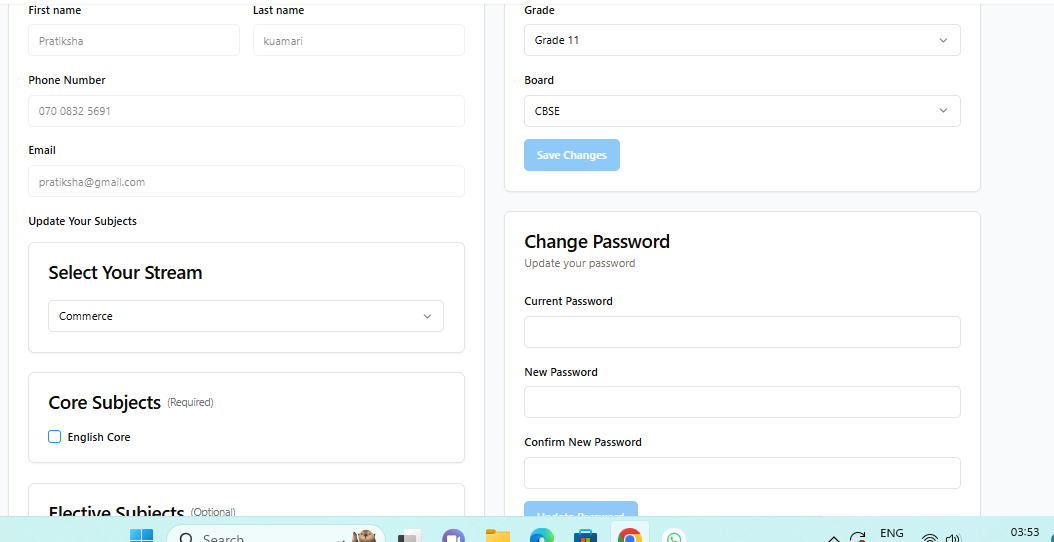 First name
Last name
Pratiksha
kuamari
Phone Number
070 0832 5691
Email
pratiksha@gmail.com
Update Your Subjects
Select Your Stream
Commerce
Core Subjects (Required)
English Core
Elective Subjects (Optional)
Grade
Grade 11
Board
CBSE
Save Changes
Change Password
Update your password
Current Password
New Password
Confirm New Password
Update Password
Search
ENG
03:53